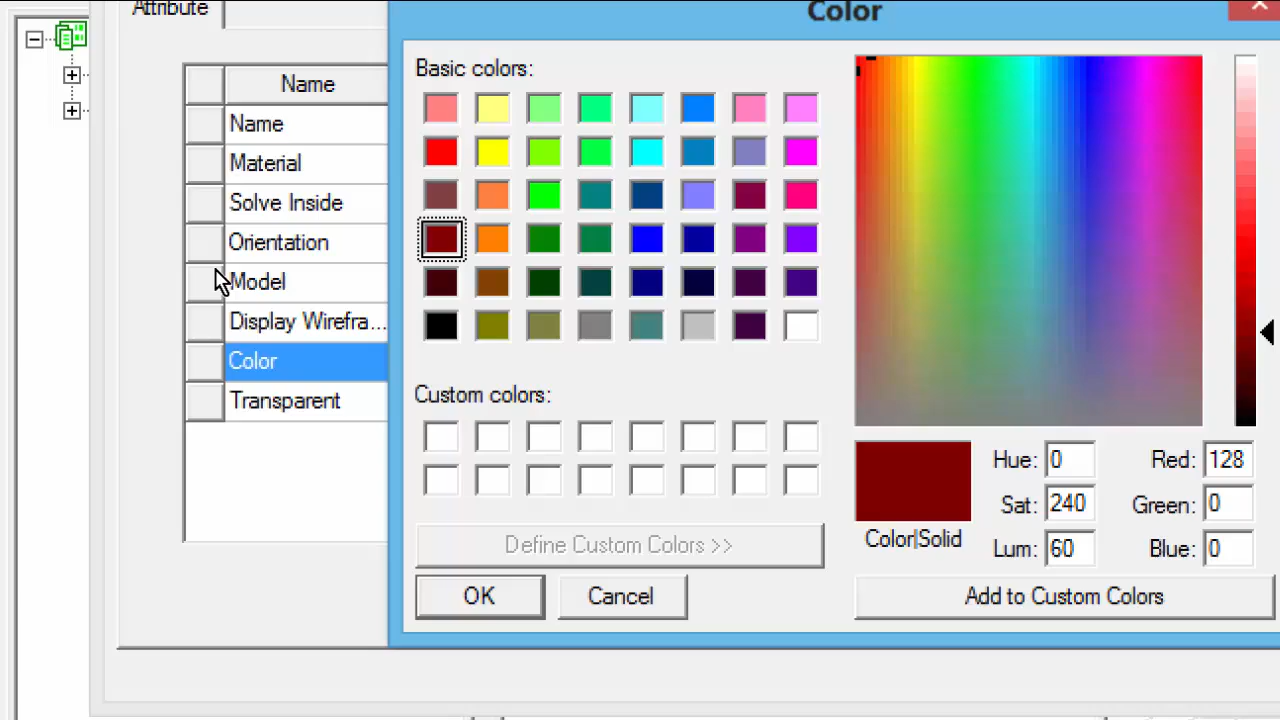 Attribute
Color
Name
Name
Material
Solve Inside
Orientation
Model
Display Wirefra...
Color
Transparent
Basic colors:
Custom colors:
Define Custom Colors >>
OK
Cancel
Color|Solid
Hue: 0
Sat: 240
Lum: 60
Red: 128
Green: 0
Blue: 0
Add to Custom Colors